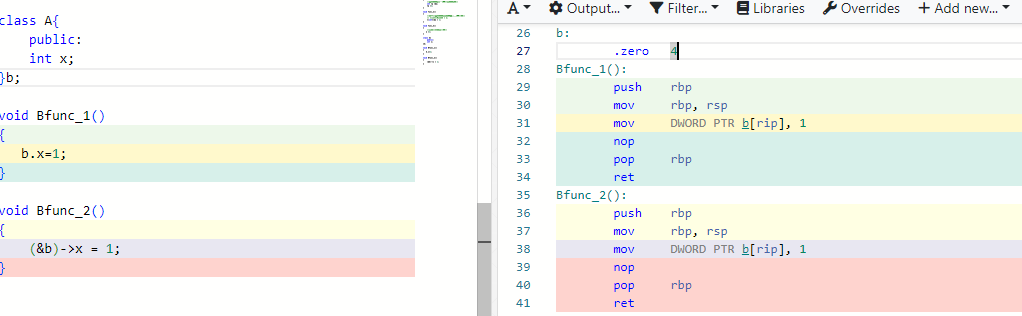 class A{
public:
int x;
}b;
void Bfunc_1()
{
b.x=1;
}
void Bfunc_2()
{
(&b)->x = 1;
}
A Output... Filter... Libraries Overrides + Add new...
26 b:
27 .zero 4
28 Bfunc_1():
29 push rbp
30 mov rbp, rsp
31 mov DWORD PTR b[rip], 1
32 nop
33 pop rbp
34 ret
35 Bfunc_2():
36 push rbp
37 mov rbp, rsp
38 mov DWORD PTR b[rip], 1
39 nop
40 pop rbp
41 ret